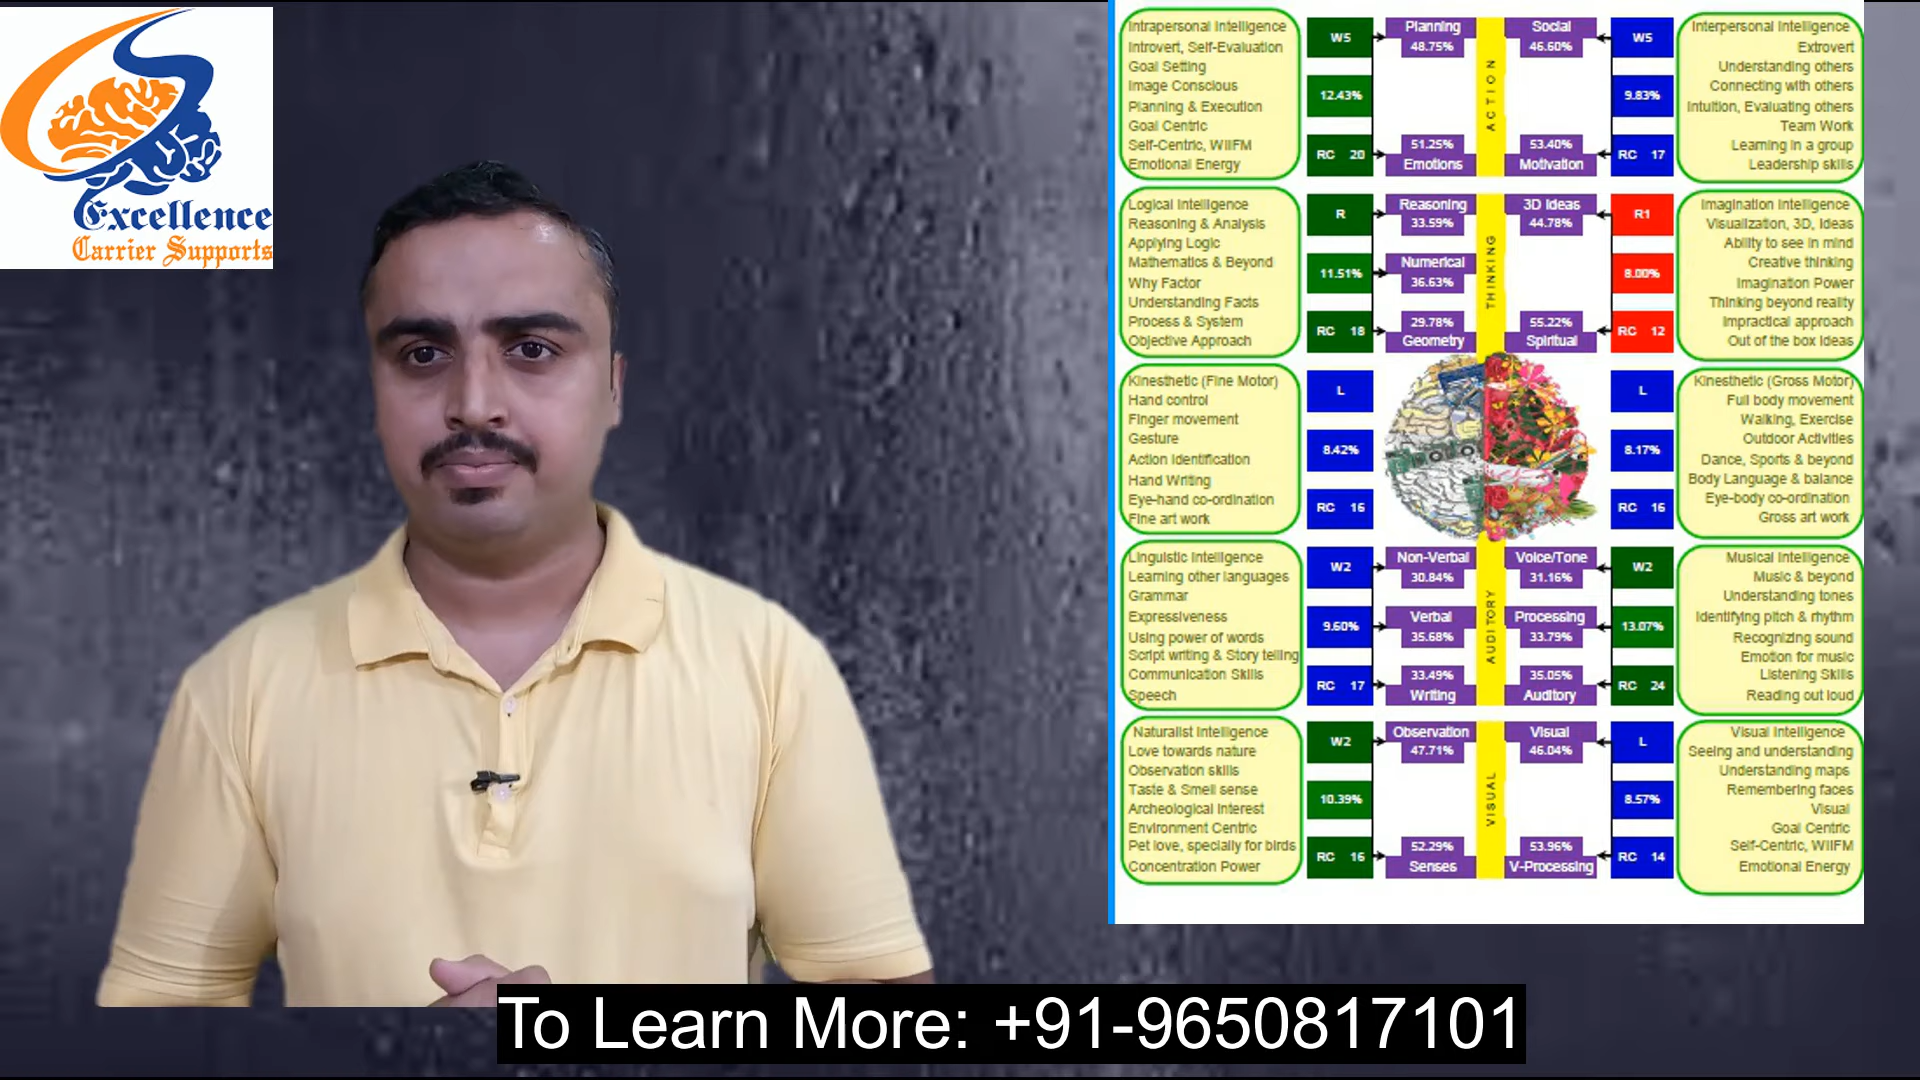 Excellence
Carrier Supports
Intrapersonal Intelligence
Introvert, Self-Evaluation
Goal Setting
Image Conscious
Planning & Execution
Goal Centric
Self-Centric, WIIFM
Emotional Energy
W5
12.43%
RC 20
Planning
48.75%
51.25%
Emotions
ACTION
Social
46.60%
53.40%
Motivation
W5
9.83%
RC 17
Interpersonal Intelligence
Extrovert
Understanding others
Connecting with others
Intuition, Evaluating others
Team Work
Learning in a group
Leadership skills
Logical Intelligence
Reasoning & Analysis
Applying Logic
Mathematics & Beyond
Why Factor
Understanding Facts
Process & System
Objective Approach
R
11.51%
RC 18
Reasoning
33.59%
Numerical
36.63%
29.78%
Geometry
THINKING
3D Ideas
44.78%
55.22%
Spiritual
R1
8.00%
RC 12
Imagination Intelligence
Visualization, 3D, Ideas
Ability to see in mind
Creative thinking
Imagination Power
Thinking beyond reality
Impractical approach
Out of the box Ideas
Kinesthetic (Fine Motor)
Hand control
Finger movement
Gesture
Action Identification
Hand Writing
Eye-hand co-ordination
Fine art work
L
8.42%
RC 16
L
8.17%
RC 16
Kinesthetic (Gross Motor)
Full body movement
Walking, Exercise
Outdoor Activities
Dance, Sports & beyond
Body Language & balance
Eye-body co-ordination
Gross art work
Linguistic Intelligence
Learning other languages
Grammar
Expressiveness
Using power of words
Script writing & Story telling
Communication Skills
Speech
W2
9.60%
RC 17
Non-Verbal
30.84%
Verbal
35.68%
33.49%
Writing
AUDITORY
Voice/Tone
31.16%
Processing
33.79%
35.05%
Auditory
W2
13.07%
RC 24
Musical Intelligence
Music & beyond
Understanding tones
Identifying pitch & rhythm
Recognizing sound
Emotion for music
Listening Skills
Reading out loud
Naturalist Intelligence
Love towards nature
Observation skills
Taste & Smell sense
Archeological Interest
Environment Centric
Pet love, specially for birds
Concentration Power
W2
10.39%
RC 16
Observation
47.71%
52.29%
Senses
VISUAL
Visual
46.04%
53.96%
V-Processing
L
8.57%
RC 14
Visual Intelligence
Seeing and understanding
Understanding maps
Remembering faces
Visual
Goal Centric
Self-Centric, WIIFM
Emotional Energy
To Learn More: +91-9650817101